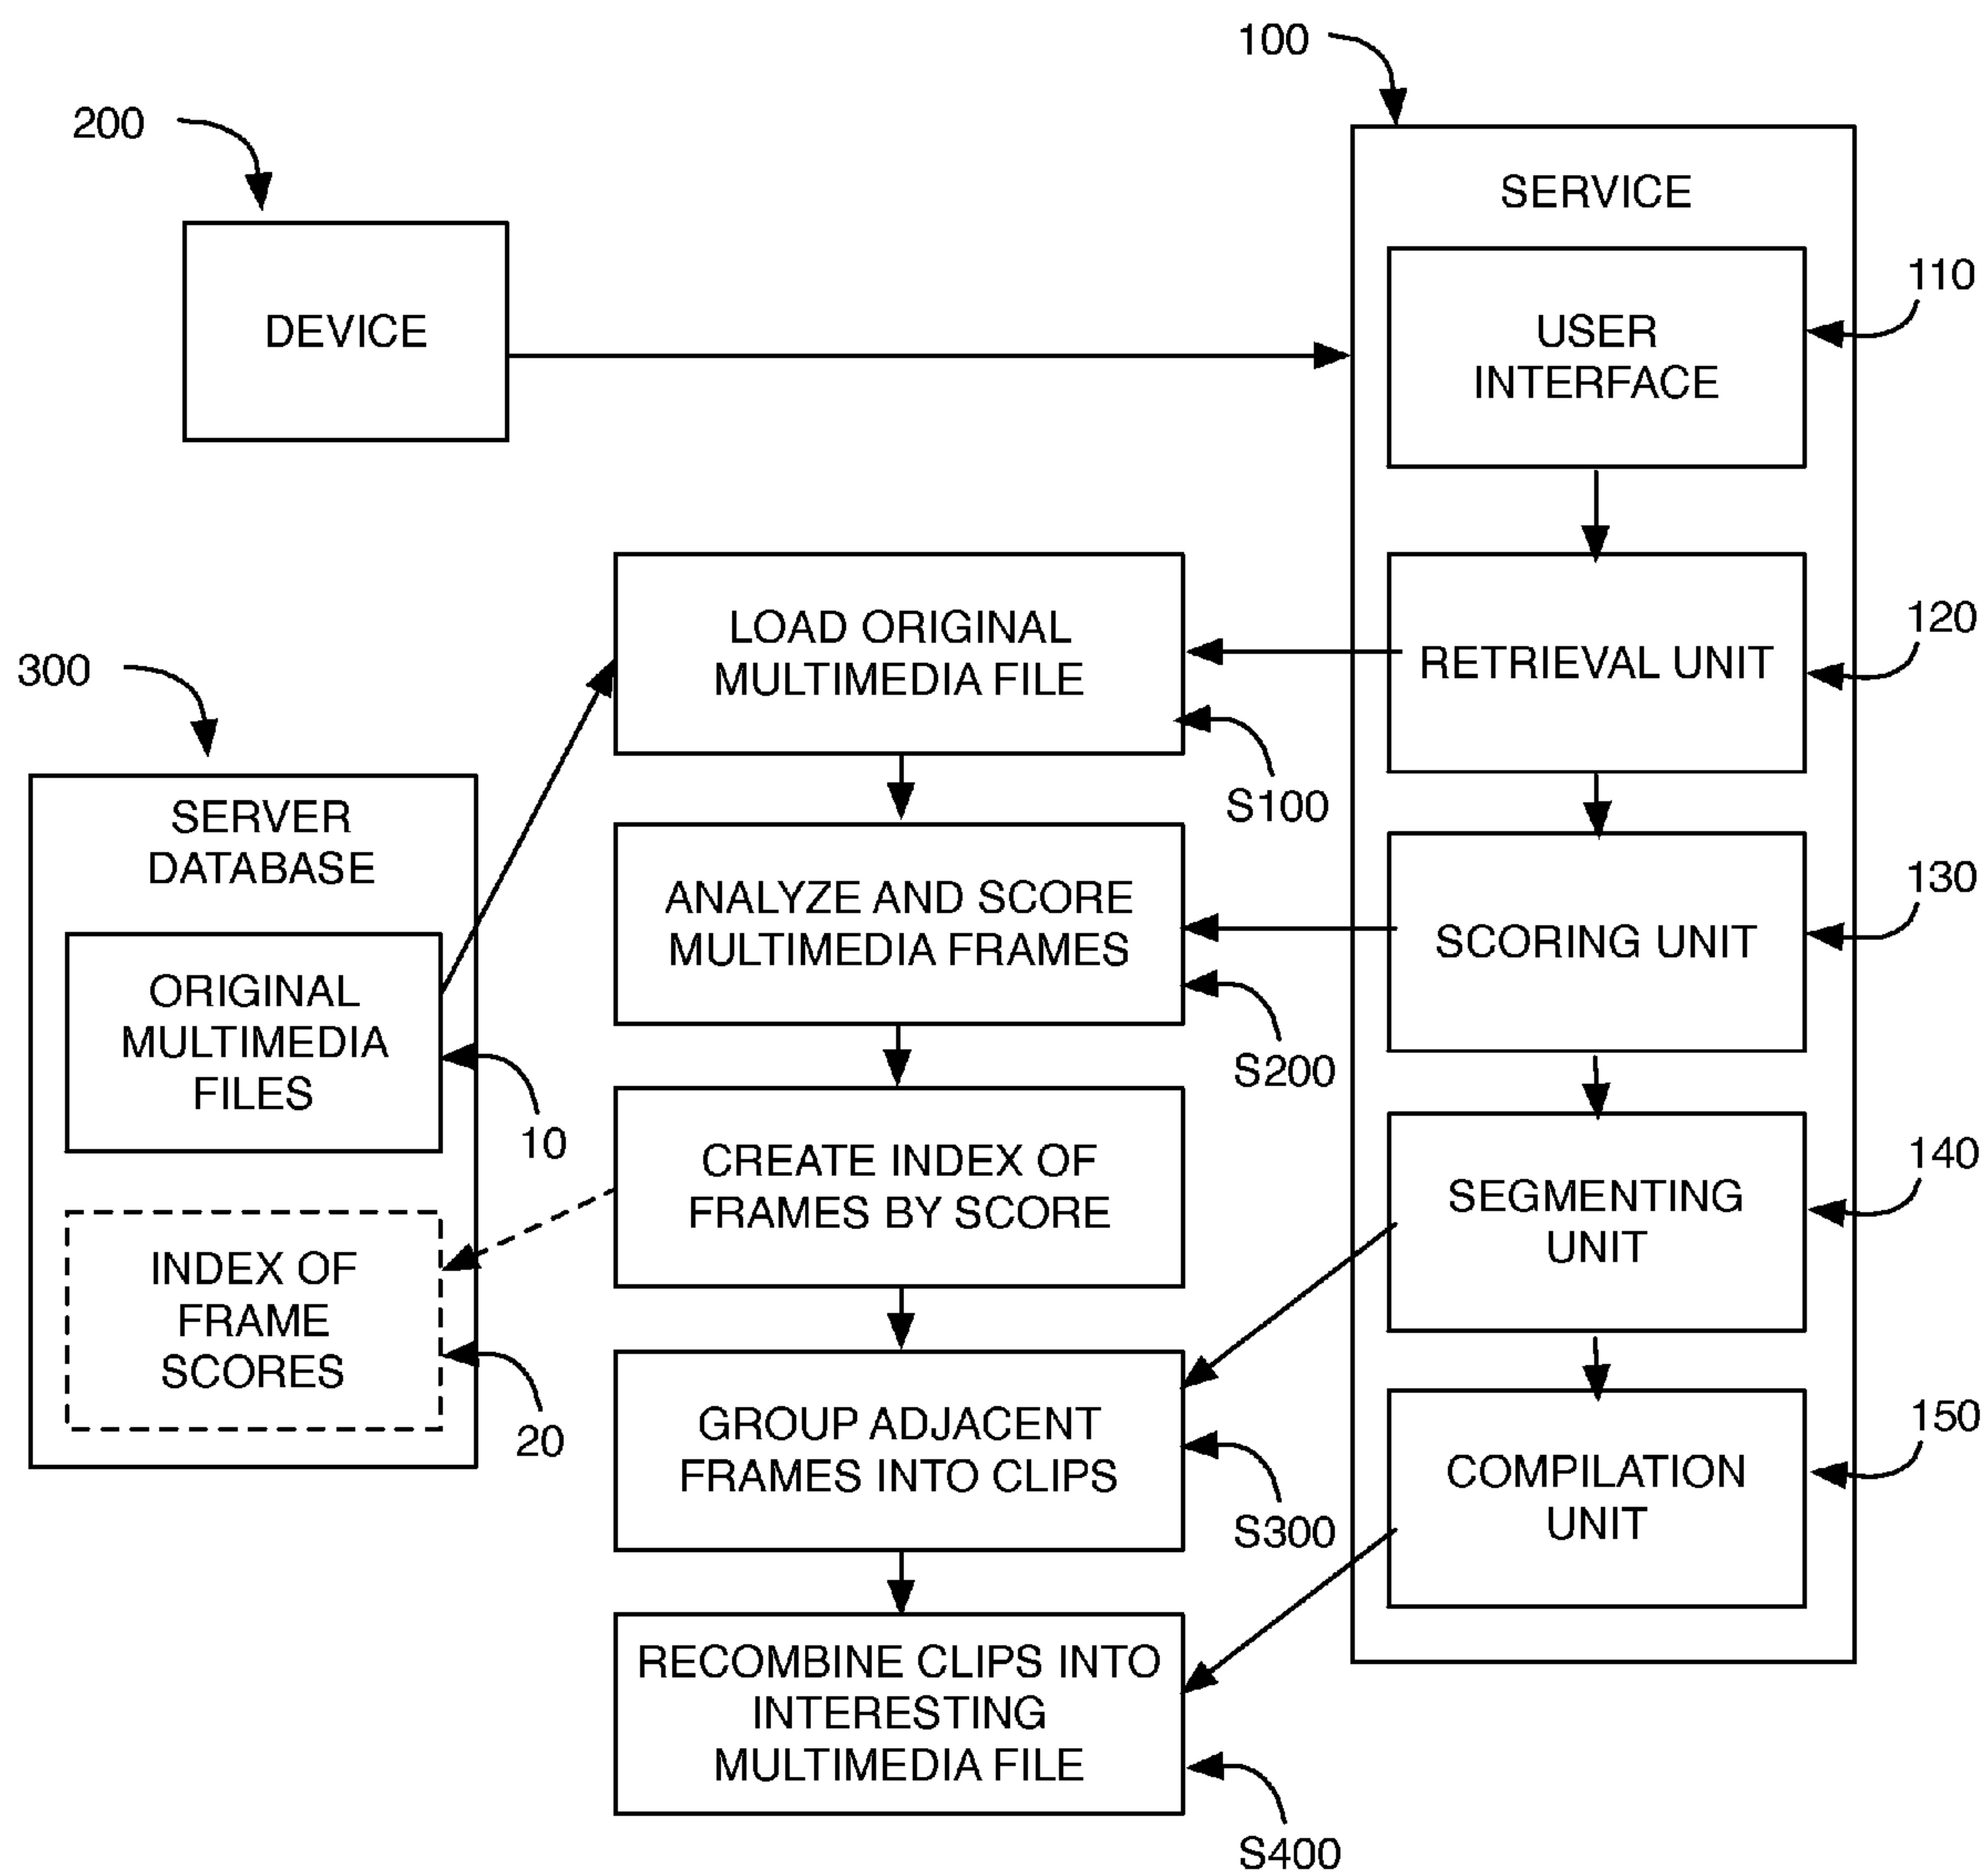 100
200
SERVICE
DEVICE
110
USER
INTERFACE
120
LOAD ORIGINAL
MULTIMEDIA FILE
RETRIEVAL UNIT
300
S100
SERVER
DATABASE
130
ANALYZE AND SCORE
MULTIMEDIA FRAMES
SCORING UNIT
ORIGINAL
MULTIMEDIA
FILES
S200
10
140
CREATE INDEX OF
FRAMES BY SCORE
SEGMENTING
UNIT
INDEX OF
FRAME
SCORES
20
150
GROUP ADJACENT
FRAMES INTO CLIPS
COMPILATION
UNIT
S300
RECOMBINE CLIPS INTO
INTERESTING
MULTIMEDIA FILE
S400